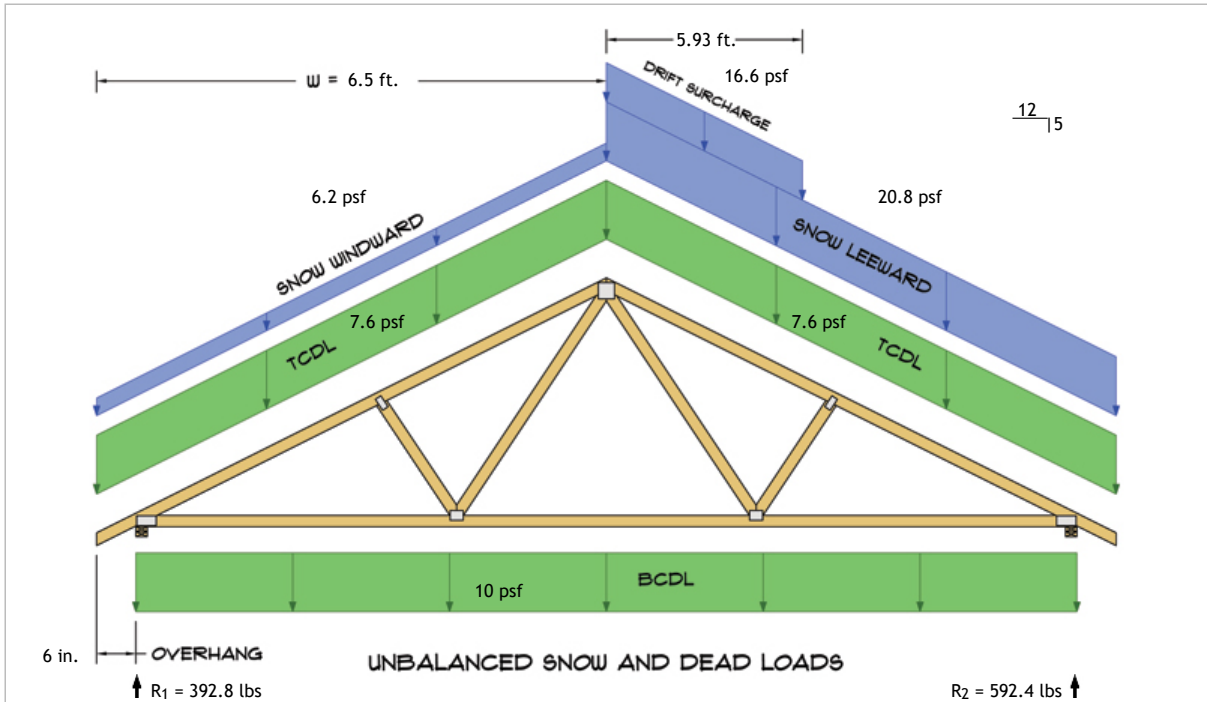 5.93 ft.
W = 6.5 ft.
DRIFT SURCHARGE
16.6 psf
12
5
6.2 psf
20.8 psf
SNOW WINDWARD
SNOW LEEWARD
7.6 psf
7.6 psf
TCDL
TCDL
BCDL
10 psf
6 in.
OVERHANG
UNBALANCED SNOW AND DEAD LOADS
R1 = 392.8 lbs
R2 = 592.4 lbs